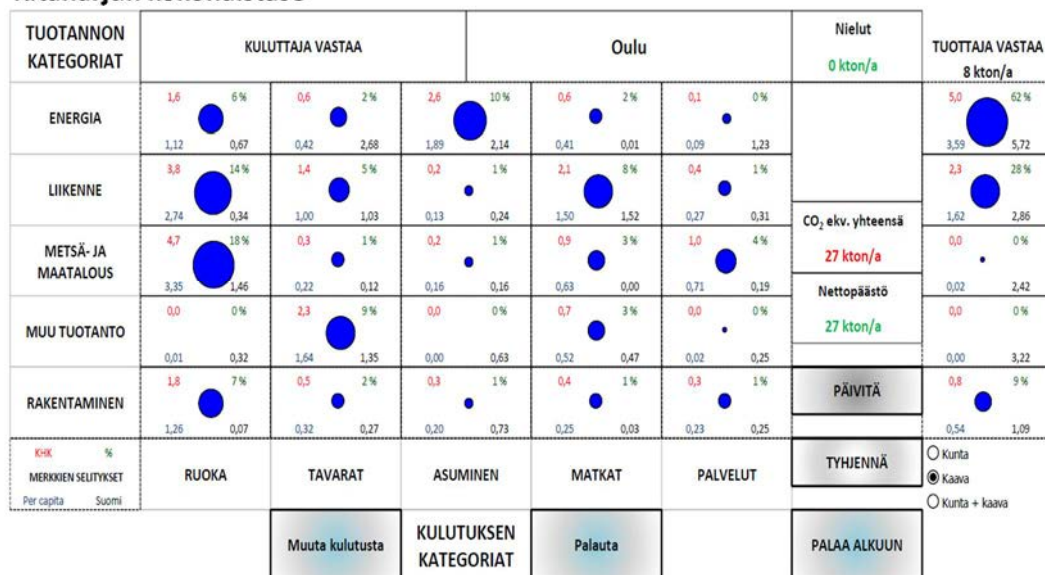 TUOTANNON
KATEGORIAT
KULUTTAJA VASTAA
Oulu
Nielut
0 kton/a
TUOTTAJA VASTAA
8 kton/a
ENERGIA
1,6 6 % 0,6 2 % 2,6 10 % 0,6 2 % 0,1 0 % 5,0 62 %
1,12 0,67 0,42 2,68 1,89 2,14 0,41 0,01 0,09 1,23 3,59 5,72
LIIKENNE
3,8 14 % 1,4 5 % 0,2 1 % 2,1 8 % 0,4 1 % 2,3 28 %
2,74 0,34 1,00 1,03 0,13 0,24 1,50 1,52 0,27 0,31 1,62 2,86
CO2 ekv. yhteensä
27 kton/a
METSÄ- JA
MAATALOUS
4,7 18 % 0,3 1 % 0,2 1 % 0,9 3 % 1,0 4 % 0,0 0 %
3,35 1,46 0,22 0,12 0,16 0,16 0,63 0,00 0,71 0,19 0,02 2,42
Nettopäästö
27 kton/a
MUU TUOTANTO
0,0 0 % 2,3 9 % 0,0 0 % 0,7 3 % 0,0 0 % 0,0 0 %
0,01 0,32 1,64 1,35 0,00 0,63 0,52 0,47 0,02 0,25 0,00 3,22
RAKENTAMINEN
1,8 7 % 0,5 2 % 0,3 1 % 0,4 1 % 0,3 1 % 0,8 9 %
1,26 0,07 0,32 0,27 0,20 0,73 0,25 0,03 0,23 0,25 0,54 1,09
PÄIVITÄ
KHK %
MERKKIEN SELITYKSET
Per capita Suomi
RUOKA
TAVARAT
ASUMINEN
MATKAT
PALVELUT
TYHJENNÄ
Kunta
Kaava
Kunta + kaava
Muuta kulutusta
KULUTUKSEN
KATEGORIAT
Palauta
PALAA ALKUUN